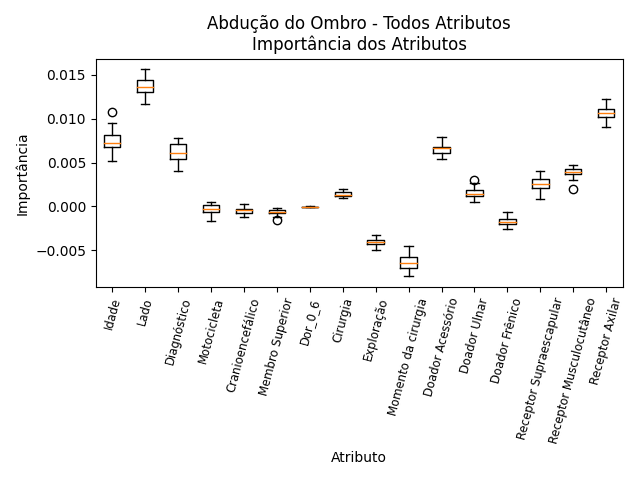 Abdução do Ombro - Todos Atributos
Importância dos Atributos
Importância
0.015
0.010
0.005
0.000
−0.005
Idade
Lado
Diagnóstico
Motocicleta
Cranioencefálico
Membro Superior
Dor_0_6
Cirurgia
Exploração
Momento da cirurgia
Doador Acessório
Doador Ulnar
Doador Frênico
Receptor Supraescapular
Receptor Musculocutâneo
Receptor Axilar
Atributo